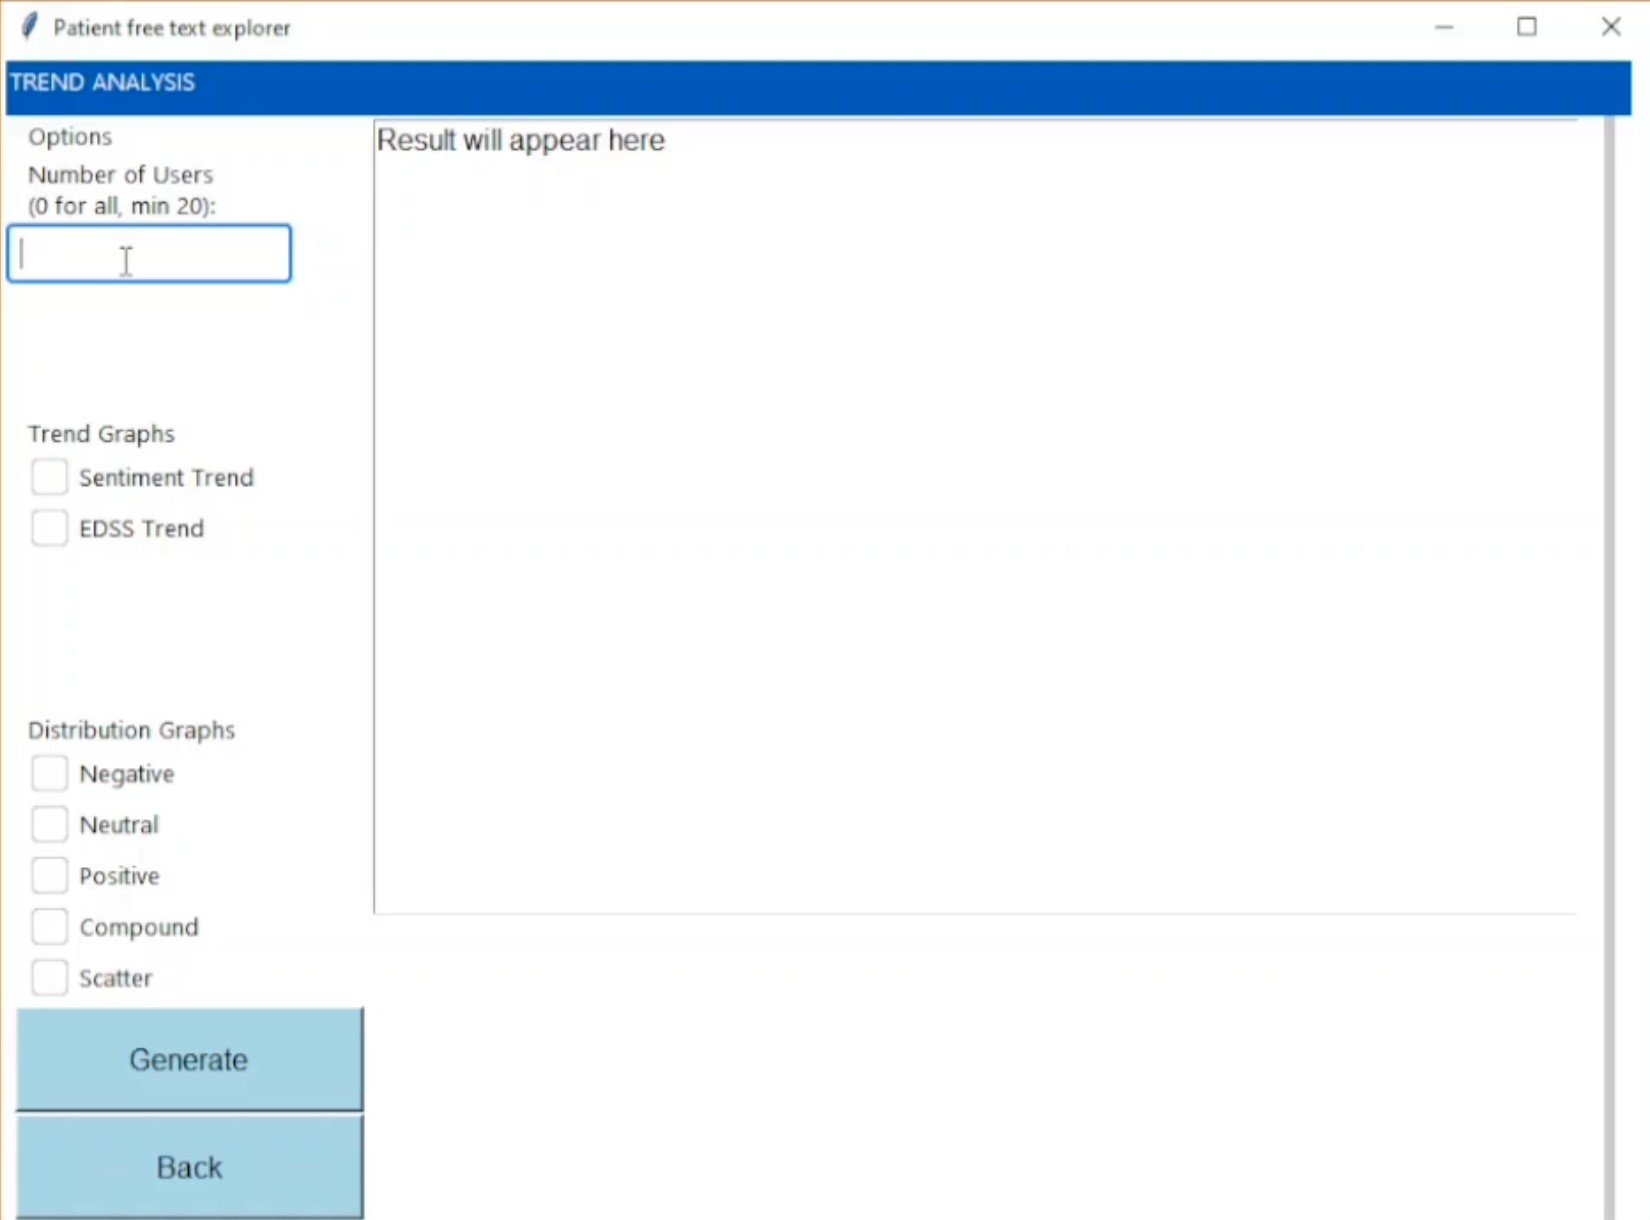 Patient free text explorer
TREND ANALYSIS
Options
Number of Users
(0 for all, min 20):
Result will appear here
Trend Graphs
Sentiment Trend
EDSS Trend
Distribution Graphs
Negative
Neutral
Positive
Compound
Scatter
Generate
Back